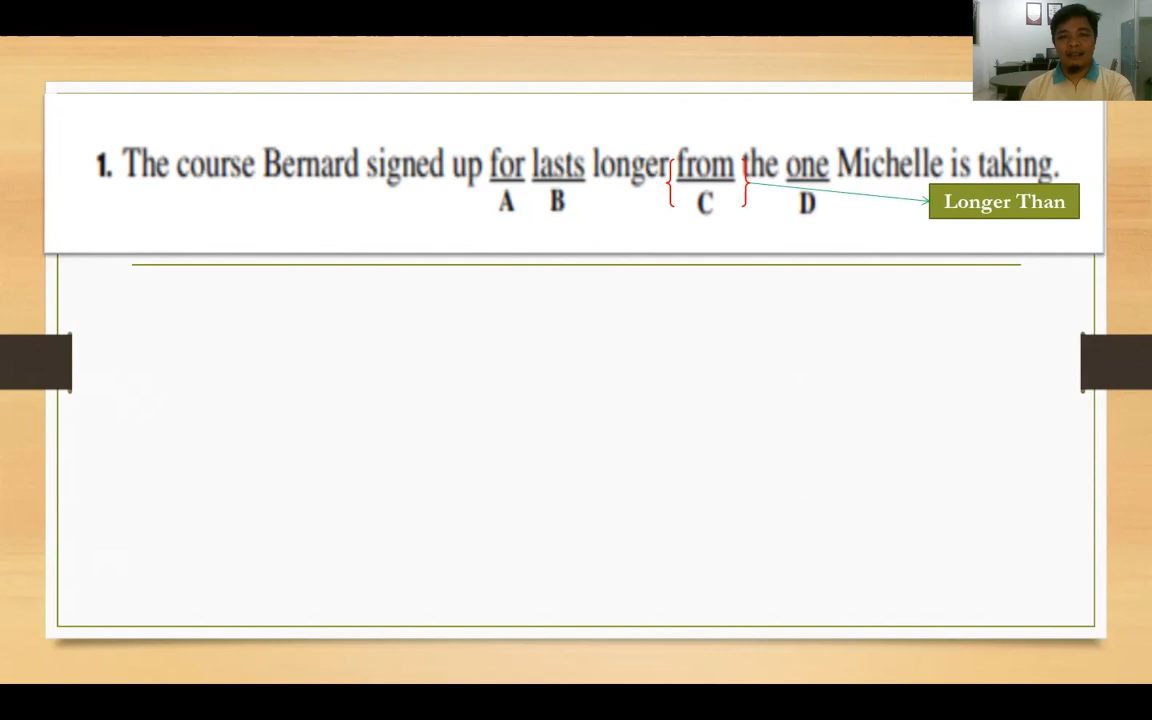 1. The course Bernard signed up for lasts longer from the one Michelle is taking.
A B C D
Longer Than